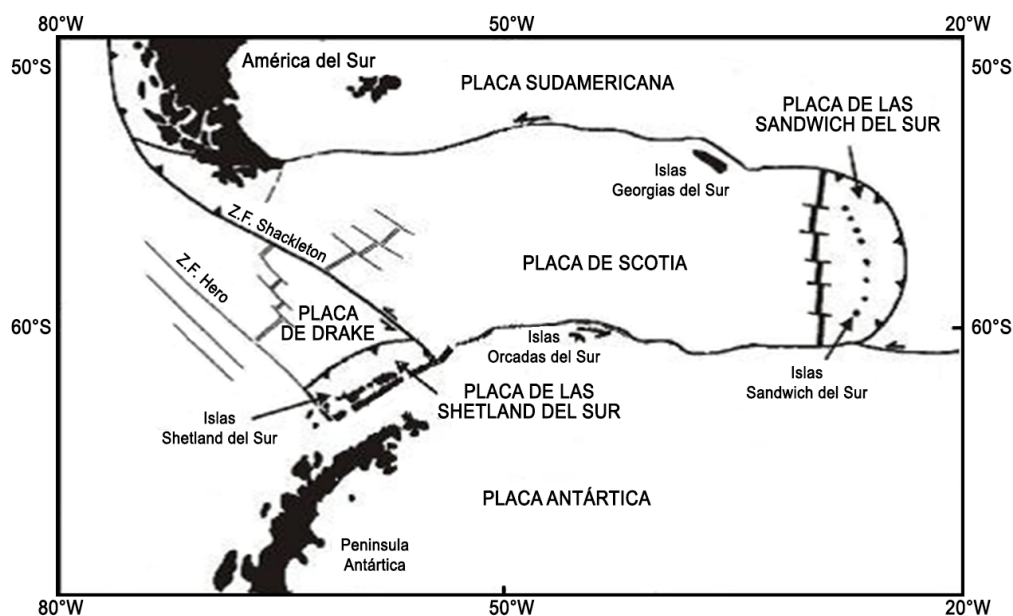 80°W
50°W
20°W
50°S
América del Sur
PLACA SUDAMERICANA
50°S
PLACA DE LAS
SANDWICH DEL SUR
Islas
Georgias del Sur
Z.F. Shackleton
Z.F. Hero
PLACA DE SCOTIA
PLACA
DE DRAKE
60°S
60°S
Islas
Orcadas del Sur
Islas
Sandwich del Sur
PLACA DE LAS
SHETLAND DEL SUR
Islas
Shetland del Sur
PLACA ANTÁRTICA
Peninsula
Antártica
80°W
50°W
20°W